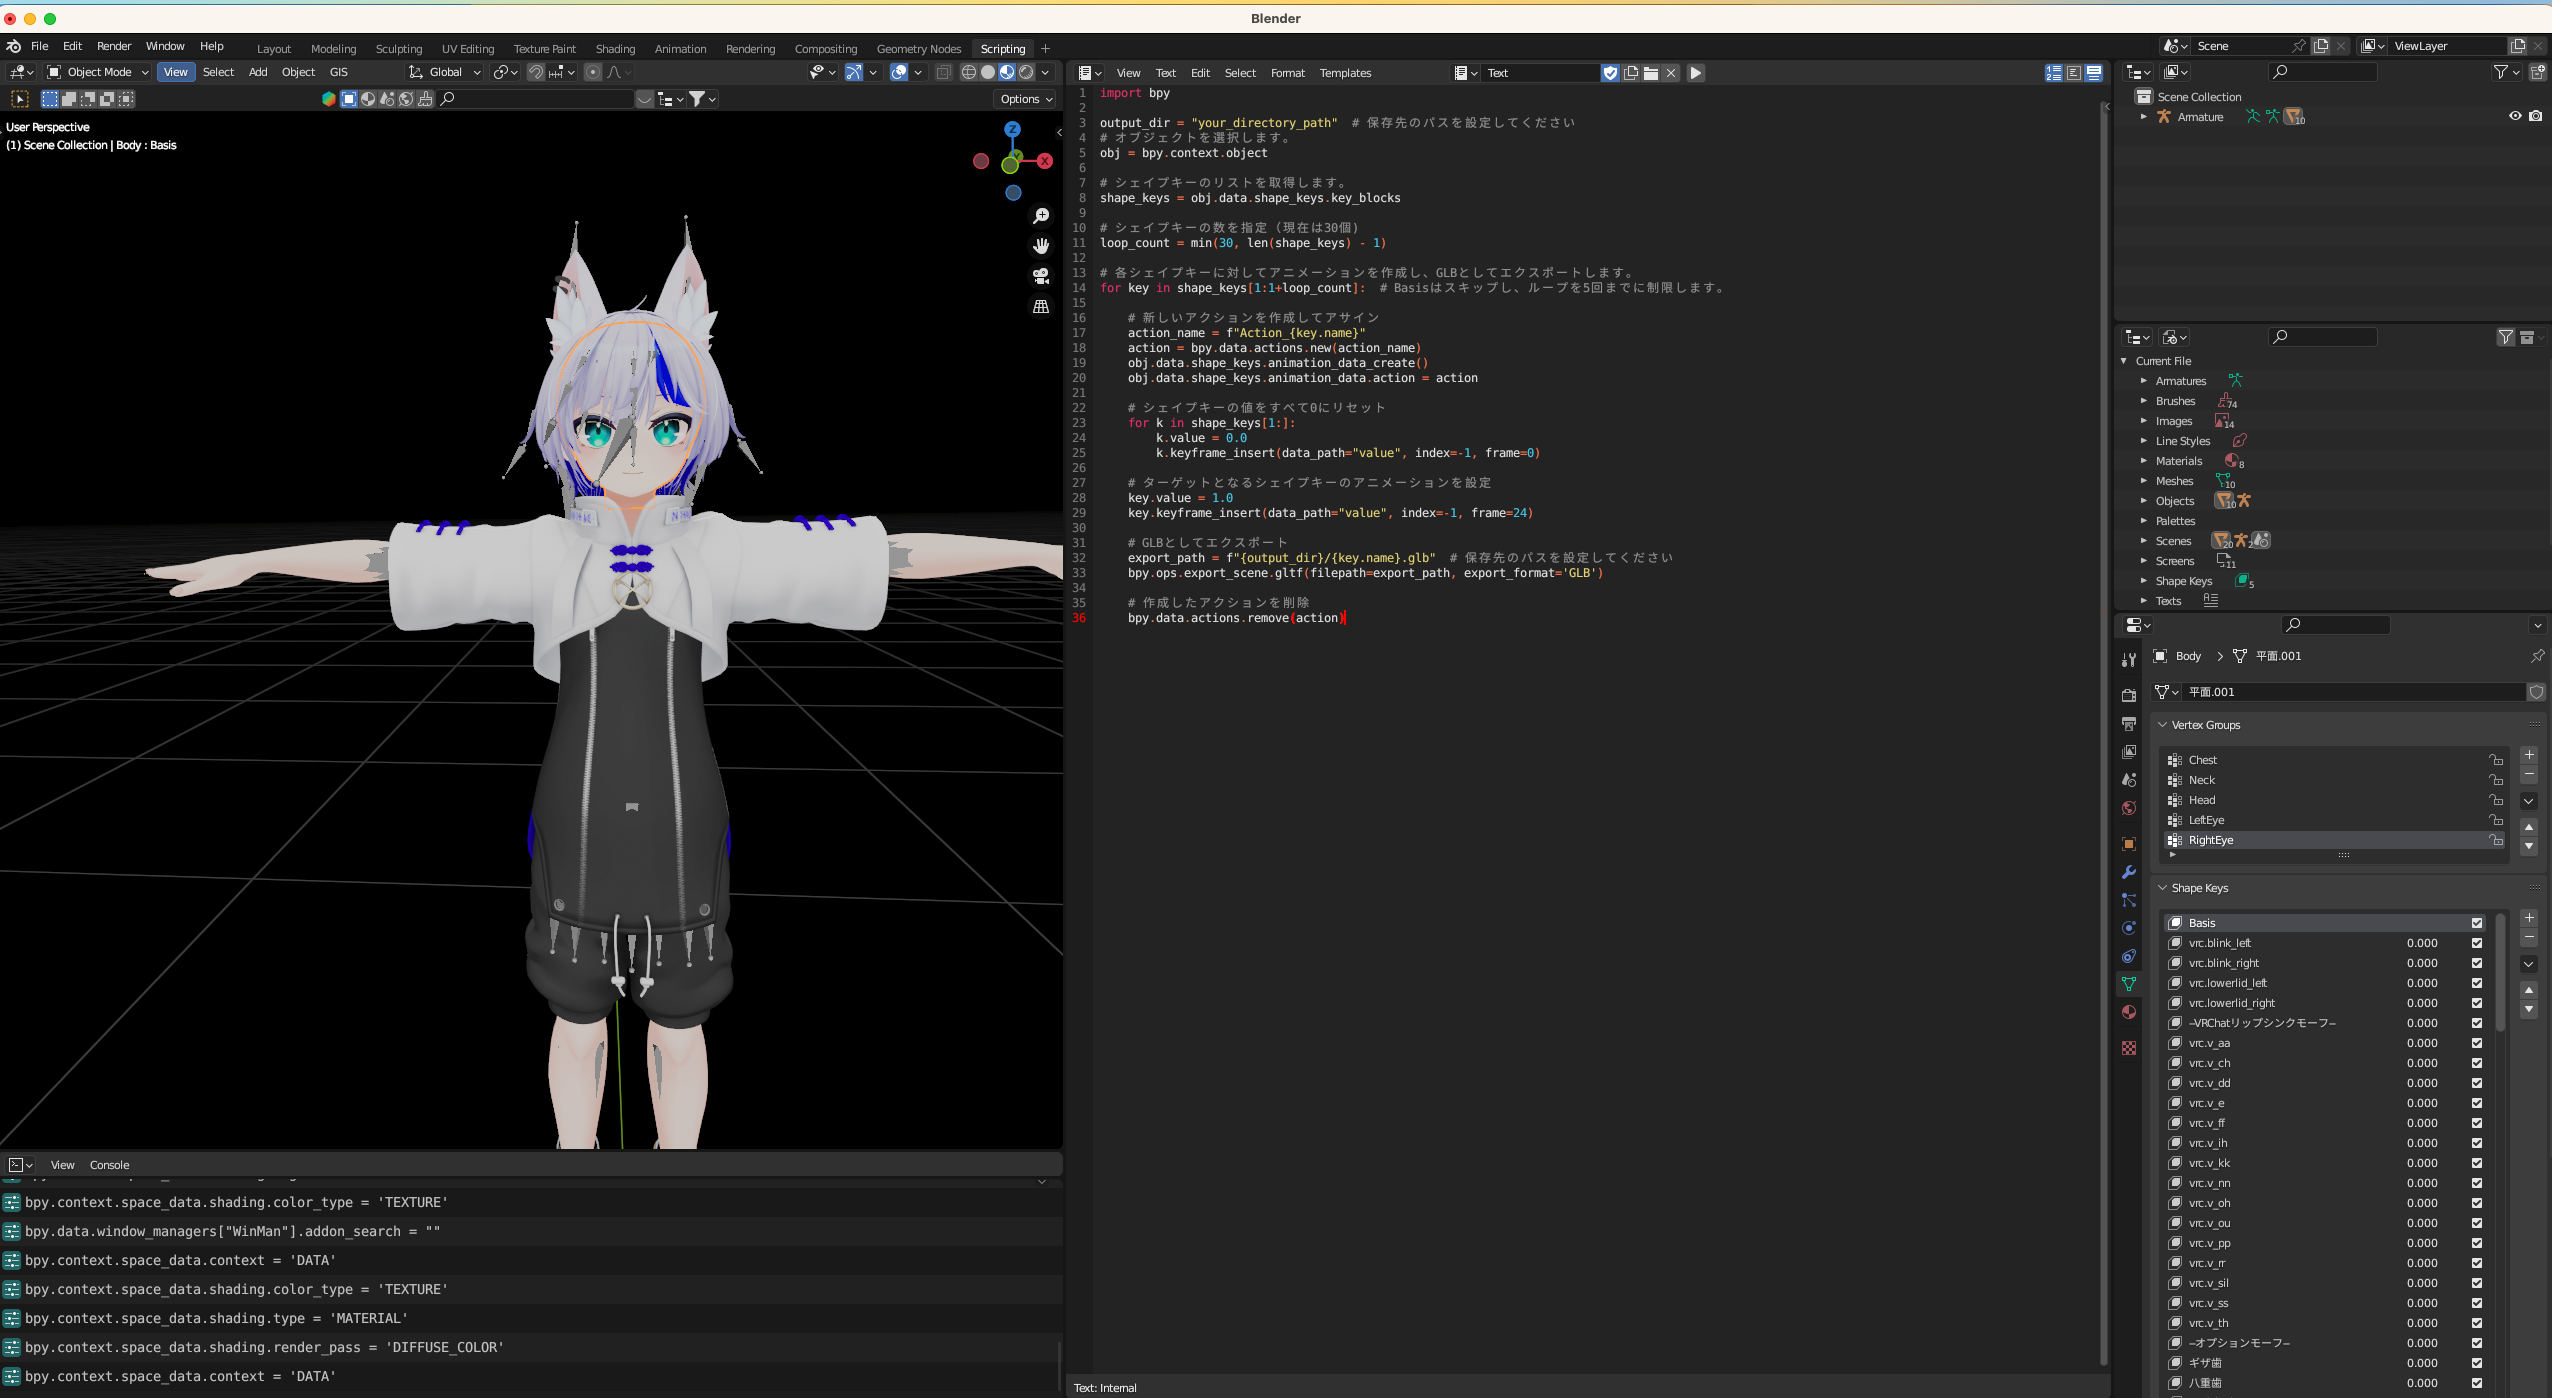 Blender
File Edit Render Window Help Layout Modeling Sculpting UV Editing Texture Paint Shading Animation Rendering Compositing Geometry Nodes Scripting + Scene ViewLayer
Object Mode View Select Add Object GIS Global
Options
User Perspective
(1) Scene Collection | Body : Basis
Z
X
View Console
bpy.context.space_data.shading.color_type = 'TEXTURE'
bpy.data.window_managers["WinMan"].addon_search = ""
bpy.context.space_data.context = 'DATA'
bpy.context.space_data.shading.color_type = 'TEXTURE'
bpy.context.space_data.shading.type = 'MATERIAL'
bpy.context.space_data.shading.render_pass = 'DIFFUSE_COLOR'
bpy.context.space_data.context = 'DATA'
View Text Edit Select Format Templates Text
1 import bpy
2
3 output_dir = "your_directory_path"  # 保存先のパスを設定してください
4 # オブジェクトを選択します。
5 obj = bpy.context.object
6
7 # シェイプキーのリストを取得します。
8 shape_keys = obj.data.shape_keys.key_blocks
9
10 # シェイプキーの数を指定（現在は30個)
11 loop_count = min(30, len(shape_keys) - 1)
12
13 # 各シェイプキーに対してアニメーションを作成し、GLBとしてエクスポートします。
14 for key in shape_keys[1:1+loop_count]:  # Basisはスキップし、ループを5回までに制限します。
15
16     # 新しいアクションを作成してアサイン
17     action_name = f"Action_{key.name}"
18     action = bpy.data.actions.new(action_name)
19     obj.data.shape_keys.animation_data_create()
20     obj.data.shape_keys.animation_data.action = action
21
22     # シェイプキーの値をすべて0にリセット
23     for k in shape_keys[1:]:
24         k.value = 0.0
25         k.keyframe_insert(data_path="value", index=-1, frame=0)
26
27     # ターゲットとなるシェイプキーのアニメーションを設定
28     key.value = 1.0
29     key.keyframe_insert(data_path="value", index=-1, frame=24)
30
31     # GLBとしてエクスポート
32     export_path = f"{output_dir}/{key.name}.glb"  # 保存先のパスを設定してください
33     bpy.ops.export_scene.gltf(filepath=export_path, export_format='GLB')
34
35     # 作成したアクションを削除
36     bpy.data.actions.remove(action)
Text: Internal
Scene Collection
Armature 10
Current File
Armatures
Brushes 74
Images 14
Line Styles
Materials 8
Meshes 10
Objects 10
Palettes
Scenes 20 2
Screens 11
Shape Keys 5
Texts
Body > 平面.001
平面.001
Vertex Groups
Chest
Neck
Head
LeftEye
RightEye
Shape Keys
Basis
vrc.blink_left 0.000
vrc.blink_right 0.000
vrc.lowerlid_left 0.000
vrc.lowerlid_right 0.000
—VRChatリップシンクモーフ— 0.000
vrc.v_aa 0.000
vrc.v_ch 0.000
vrc.v_dd 0.000
vrc.v_e 0.000
vrc.v_ff 0.000
vrc.v_ih 0.000
vrc.v_kk 0.000
vrc.v_nn 0.000
vrc.v_oh 0.000
vrc.v_ou 0.000
vrc.v_pp 0.000
vrc.v_rr 0.000
vrc.v_sil 0.000
vrc.v_ss 0.000
vrc.v_th 0.000
—オプションモーフ— 0.000
ギザ歯 0.000
八重歯 0.000